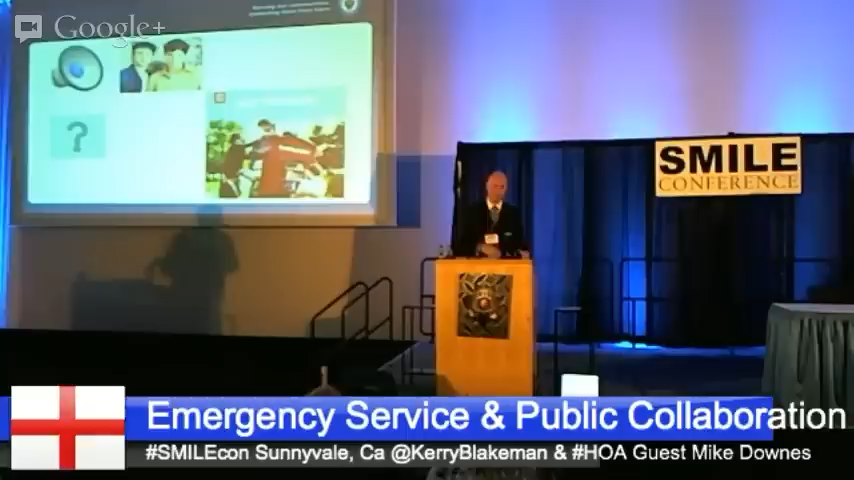 Google+
?
SMILE
CONFERENCE
Emergency Service & Public Collaboration
#SMILEcon Sunnyvale, Ca @KerryBlakeman & #HOA Guest Mike Downes